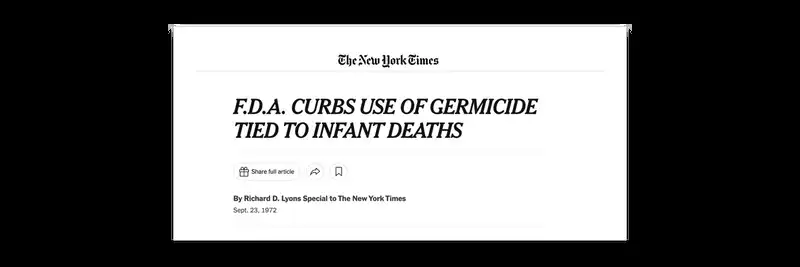 The New York Times
F.D.A. CURBS USE OF GERMICIDE
TIED TO INFANT DEATHS
Share full article
By Richard D. Lyons Special to The New York Times
Sept. 23, 1972